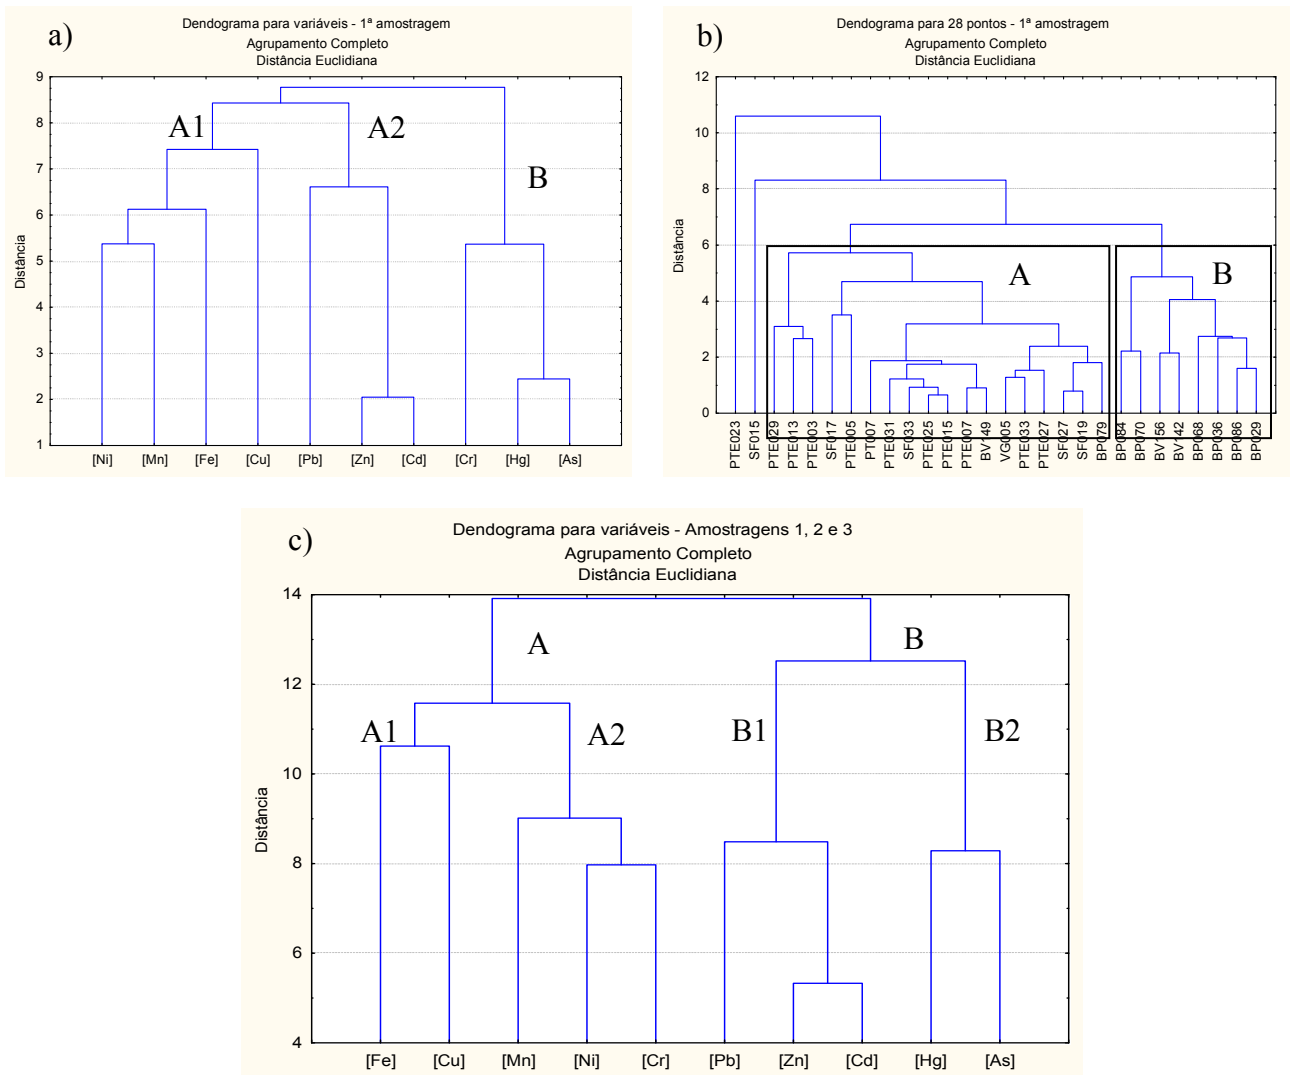 a)
Dendograma para variáveis - 1ª amostragem
Agrupamento Completo
Distância Euclidiana
9
8
7
6
5
4
3
2
1
Distância
A1
A2
B
[Ni] [Mn] [Fe] [Cu] [Pb] [Zn] [Cd] [Cr] [Hg] [As]
b)
Dendograma para 28 pontos - 1ª amostragem
Agrupamento Completo
Distância Euclidiana
12
10
8
6
4
2
0
Distância
A
B
PTE023
SF015
PTE029
PTE013
PTE003
SF017
PTE005
PT007
PTE031
SF033
PTE025
PTE015
PTE007
BV149
VG005
PTE033
PTE027
SF027
SF019
BP079
BP084
BP070
BV156
BV142
BP068
BP036
BP086
BP029
c)
Dendograma para variáveis - Amostragens 1, 2 e 3
Agrupamento Completo
Distância Euclidiana
14
12
10
8
6
4
Distância
A
B
A1
A2
B1
B2
[Fe] [Cu] [Mn] [Ni] [Cr] [Pb] [Zn] [Cd] [Hg] [As]